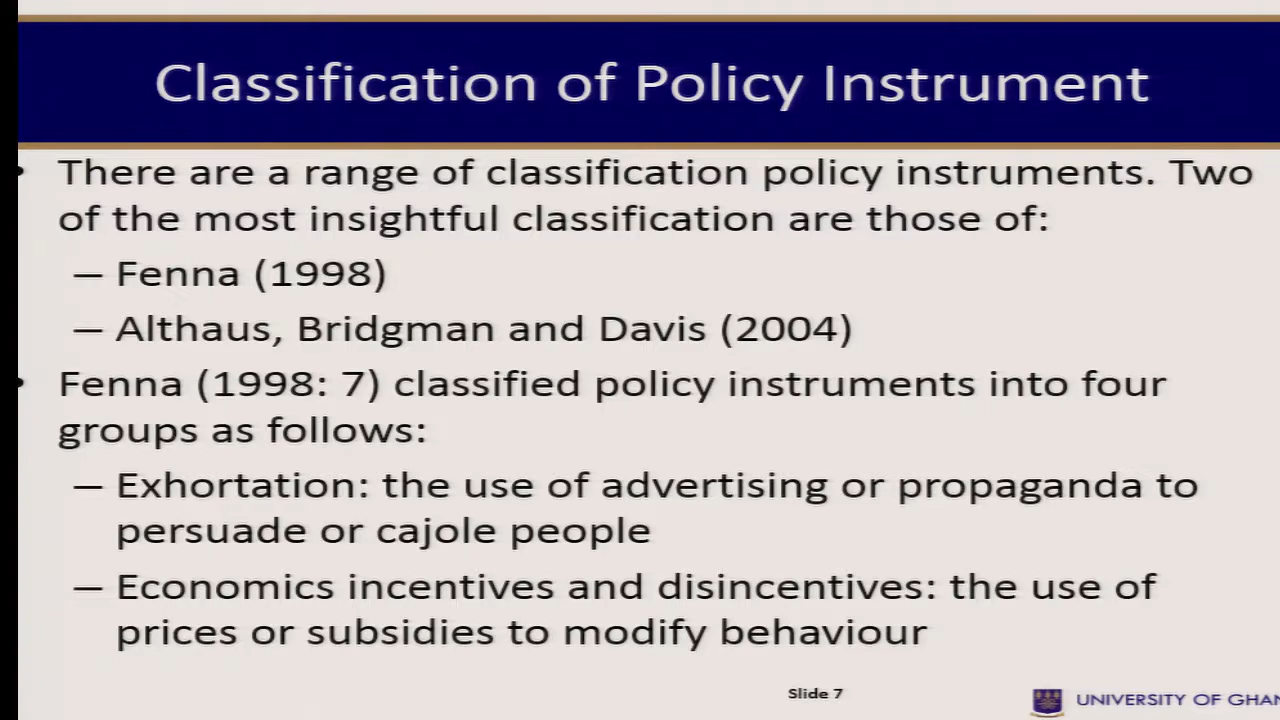 Classification of Policy Instrument
• There are a range of classification policy instruments. Two
of the most insightful classification are those of:
– Fenna (1998)
– Althaus, Bridgman and Davis (2004)
• Fenna (1998: 7) classified policy instruments into four
groups as follows:
– Exhortation: the use of advertising or propaganda to
persuade or cajole people
– Economics incentives and disincentives: the use of
prices or subsidies to modify behaviour
Slide 7
UNIVERSITY OF GHAN